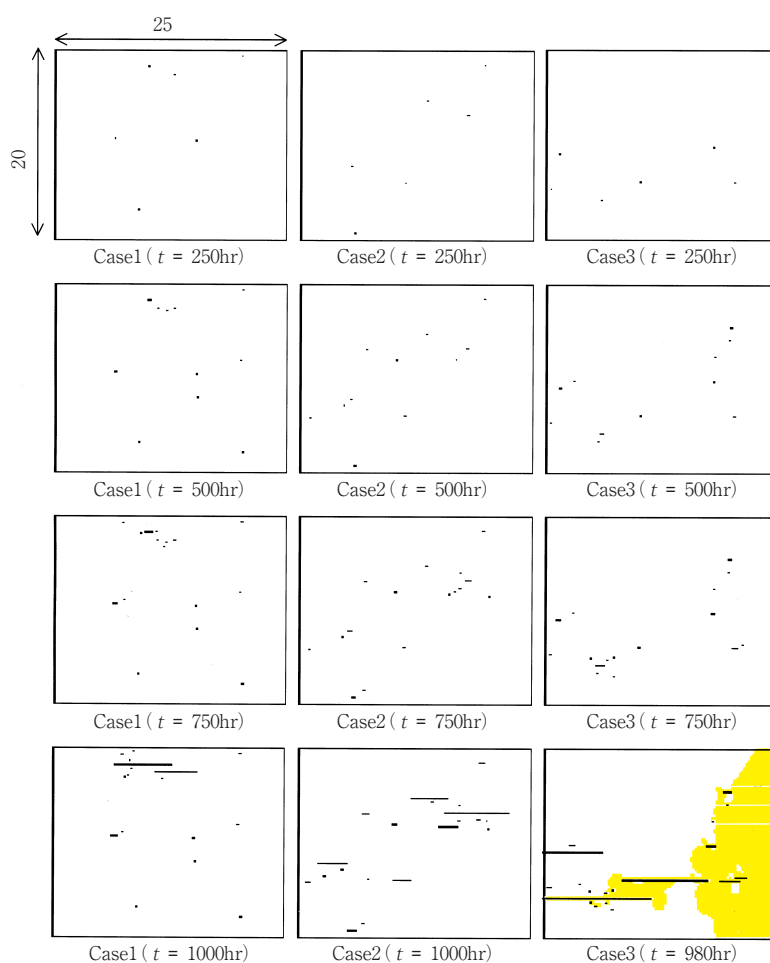 25
20
Case1 ( t = 250hr)
Case2 ( t = 250hr)
Case3 ( t = 250hr)
Case1 ( t = 500hr)
Case2 ( t = 500hr)
Case3 ( t = 500hr)
Case1 ( t = 750hr)
Case2 ( t = 750hr)
Case3 ( t = 750hr)
Case1 ( t = 1000hr)
Case2 ( t = 1000hr)
Case3 ( t = 980hr)